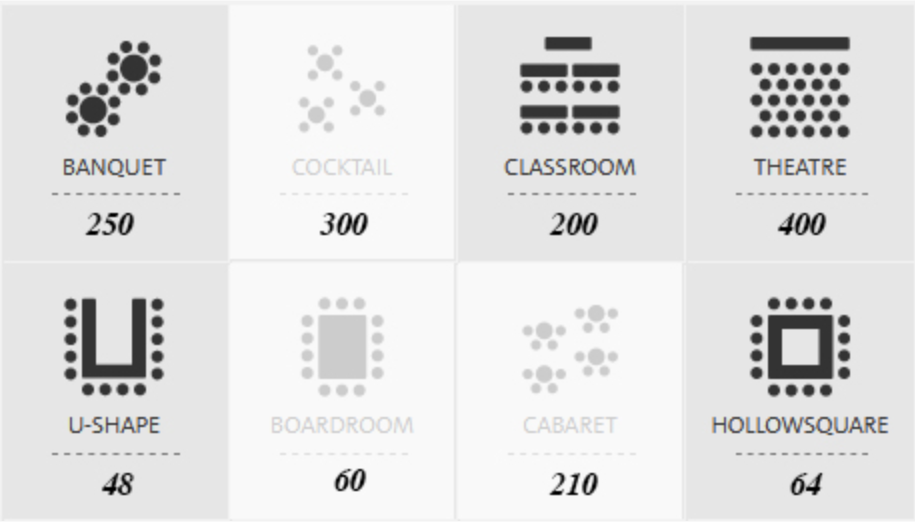 BANQUET COCKTAIL CLASSROOM THEATRE
250 300 200 400
U-SHAPE BOARDROOM CABARET HOLLOWSQUARE
48 60 210 64